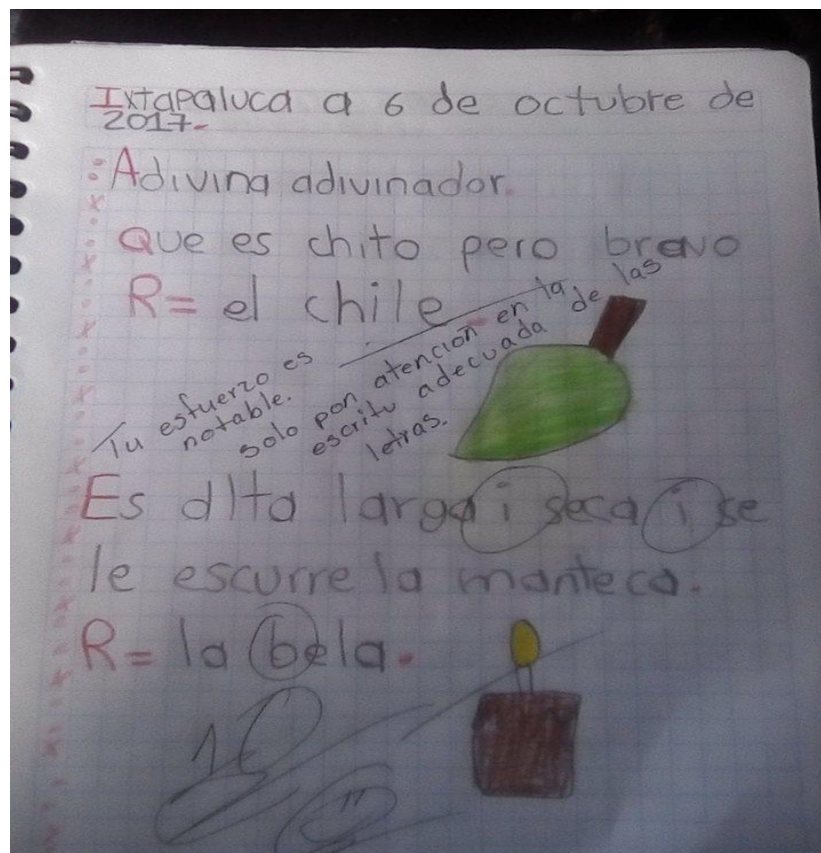 Ixtapaluca a 6 de octubre de
2017.
Adivina adivinador.
Que es chito pero bravo
R= el chile
Tu esfuerzo es
notable.
solo pon atencion en la
escritu adecuada de las
letras.
Es alta larga i seca i se
le escurre la manteca.
R= la bela.
10